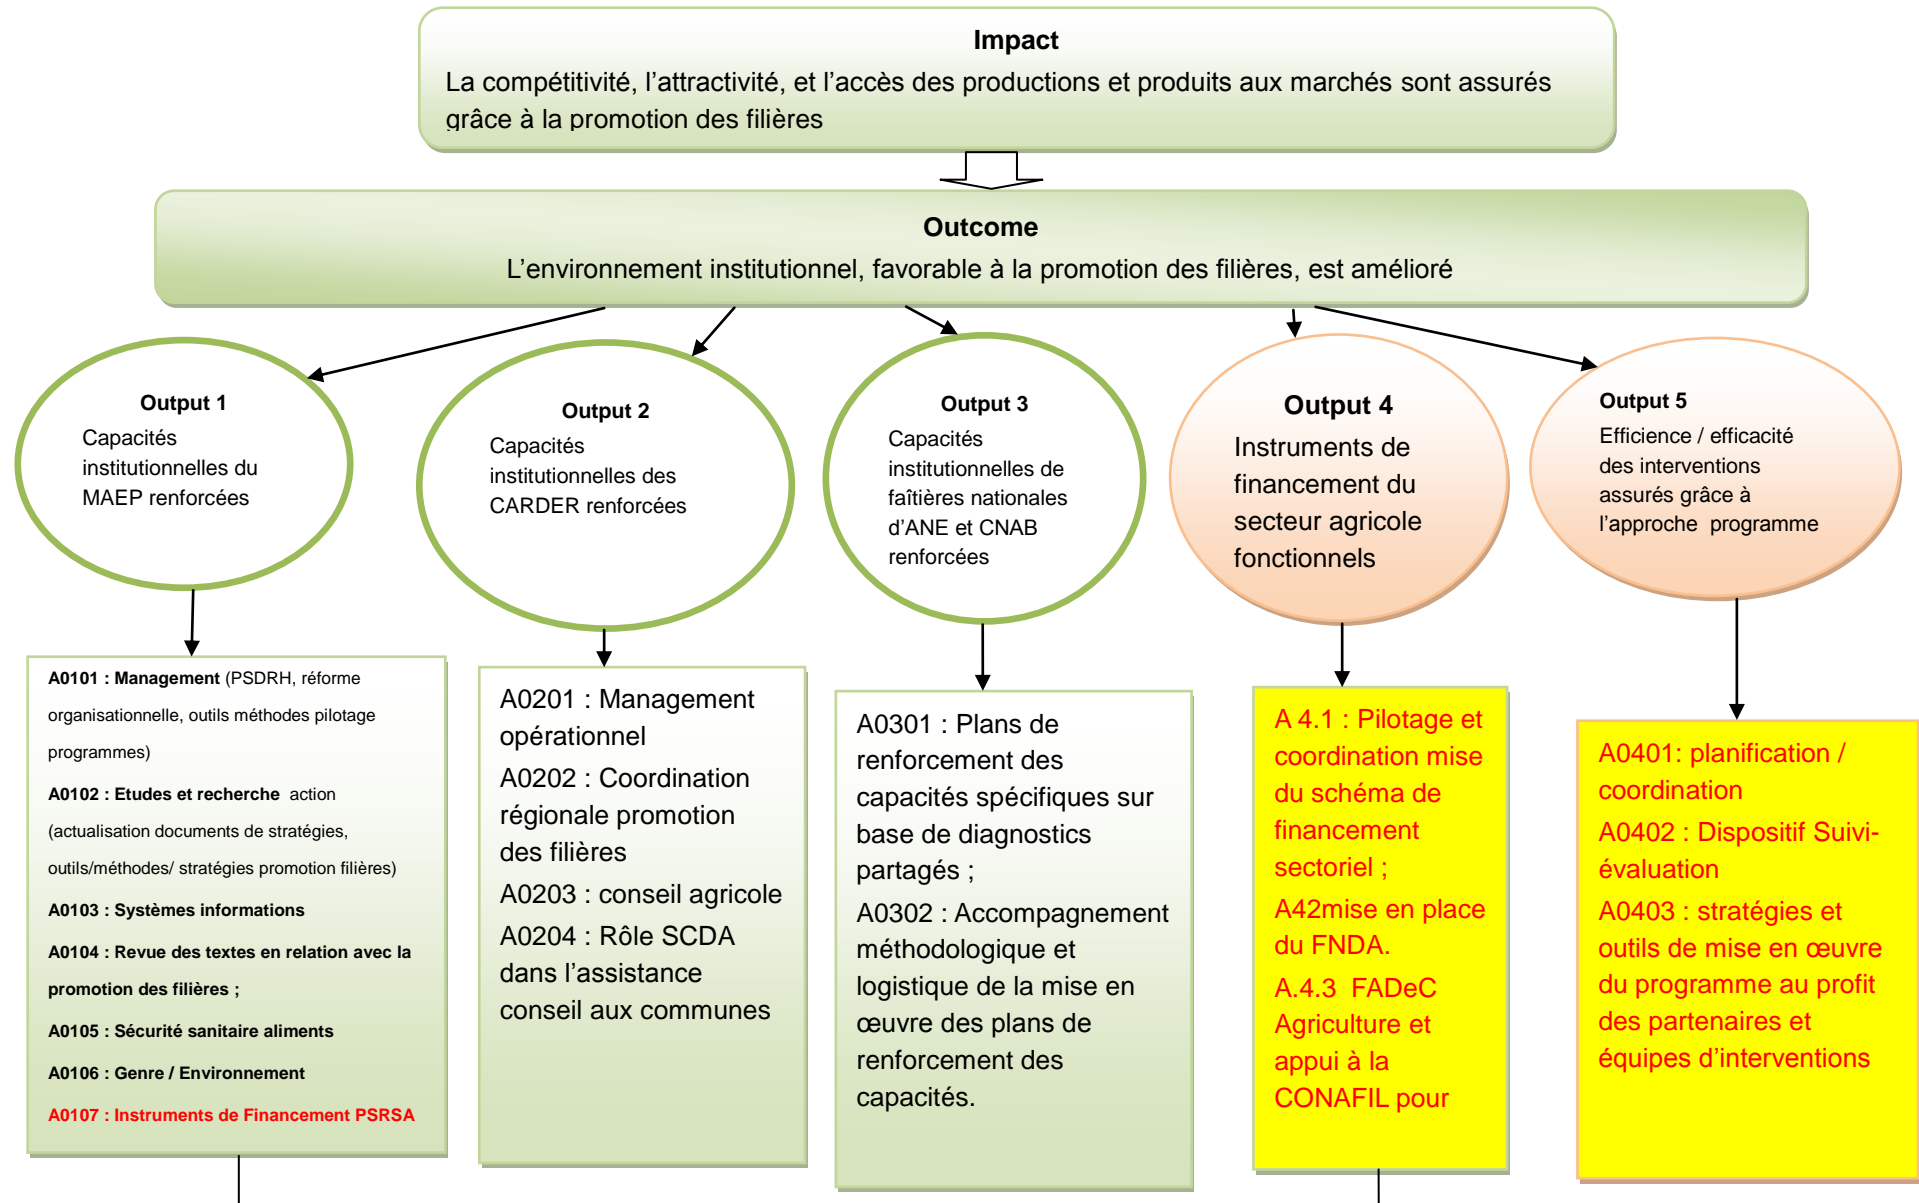 Impact
La compétitivité, l’attractivité, et l’accès des productions et produits aux marchés sont assurés
grâce à la promotion des filières
Outcome
L’environnement institutionnel, favorable à la promotion des filières, est amélioré
Output 1
Capacités
institutionnelles du
MAEP renforcées
Output 2
Capacités
institutionnelles des
CARDER renforcées
Output 3
Capacités
institutionnelles de
faîtières nationales
d’ANE et CNAB
renforcées
Output 4
Instruments de
financement du
secteur agricole
fonctionnels
Output 5
Efficience / efficacité
des interventions
assurés grâce à
l’approche programme
A0101 : Management (PSDRH, réforme
organisationnelle, outils méthodes pilotage
programmes)
A0102 : Etudes et recherche action
(actualisation documents de stratégies,
outils/méthodes/ stratégies promotion filières)
A0103 : Systèmes informations
A0104 : Revue des textes en relation avec la
promotion des filières ;
A0105 : Sécurité sanitaire aliments
A0106 : Genre / Environnement
A0107 : Instruments de Financement PSRSA
A0201 : Management
opérationnel
A0202 : Coordination
régionale promotion
des filières
A0203 : conseil agricole
A0204 : Rôle SCDA
dans l’assistance
conseil aux communes
A0301 : Plans de
renforcement des
capacités spécifiques sur
base de diagnostics
partagés ;
A0302 : Accompagnement
méthodologique et
logistique de la mise en
œuvre des plans de
renforcement des
capacités.
A 4.1 : Pilotage et
coordination mise
du schéma de
financement
sectoriel ;
A42mise en place
du FNDA.
A.4.3 FADeC
Agriculture et
appui à la
CONAFIL pour
A0401: planification /
coordination
A0402 : Dispositif Suivi-
évaluation
A0403 : stratégies et
outils de mise en œuvre
du programme au profit
des partenaires et
équipes d’interventions